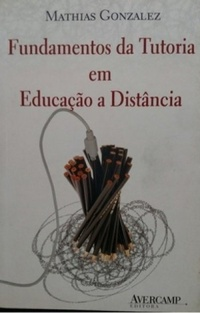 MATHIAS GONZALEZ
Fundamentos da Tutoria
em
Educação a Distância
AVERCAMP
EDITORA